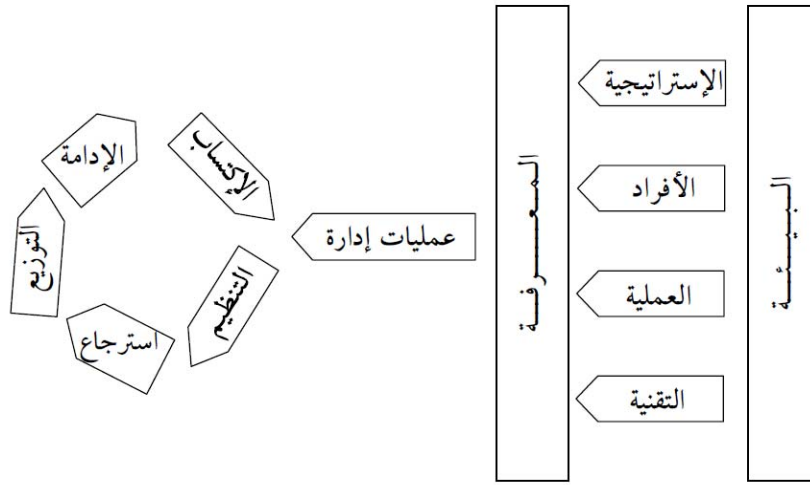 البيئة
الإستراتيجية
الأفراد
العملية
التقنية
المعرفة
عمليات إدارة
الإكتساب
التنظيم
استرجاع
التوزيع
الإدامة